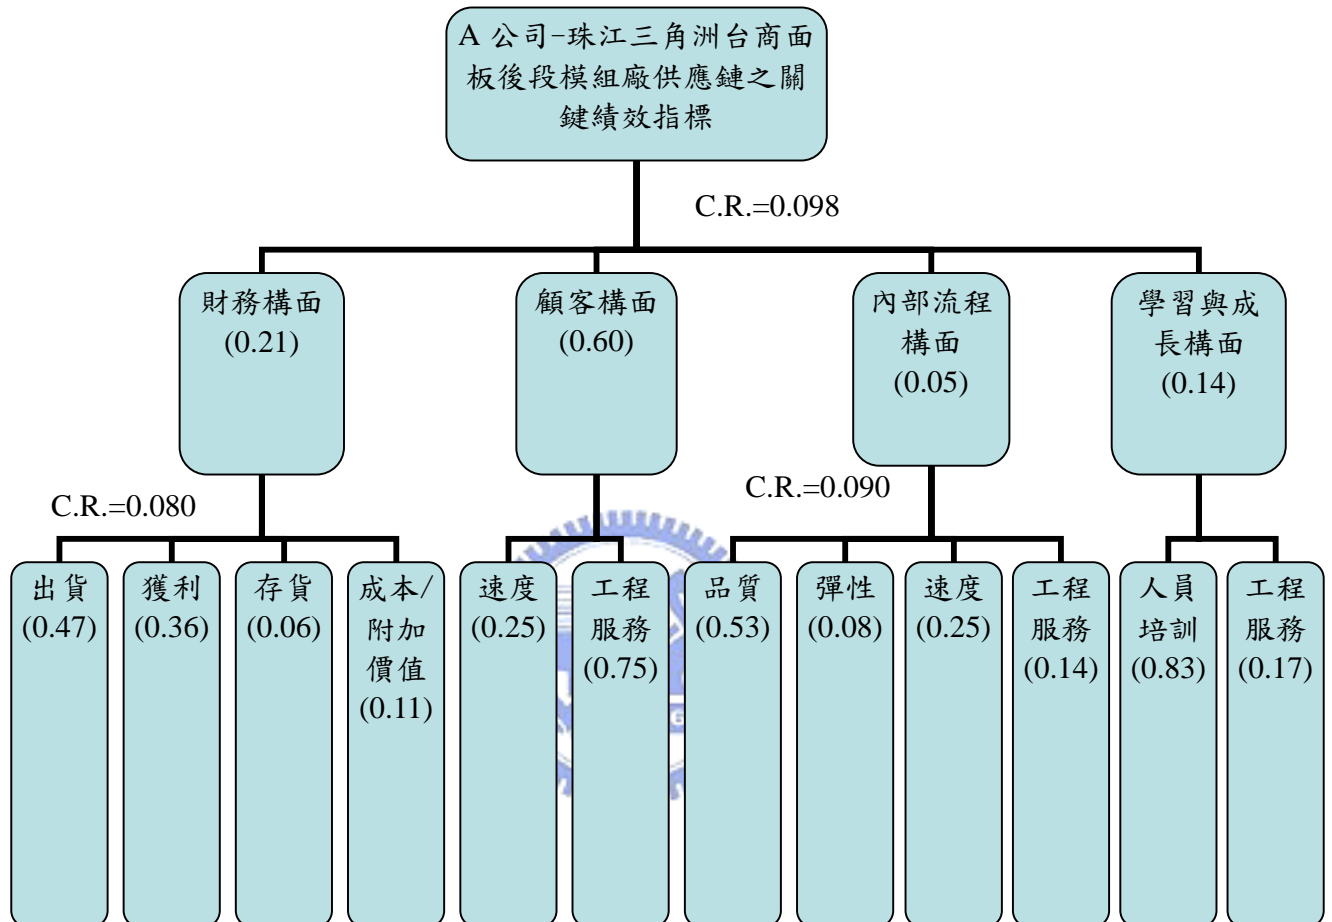 A 公司-珠江三角洲台商面
板後段模組廠供應鏈之關
鍵績效指標
C.R.=0.098
財務構面
(0.21)
顧客構面
(0.60)
內部流程
構面
(0.05)
學習與成
長構面
(0.14)
C.R.=0.080
C.R.=0.090
出貨
(0.47)
獲利
(0.36)
存貨
(0.06)
成本/
附加
價值
(0.11)
速度
(0.25)
工程
服務
(0.75)
品質
(0.53)
彈性
(0.08)
速度
(0.25)
工程
服務
(0.14)
人員
培訓
(0.83)
工程
服務
(0.17)